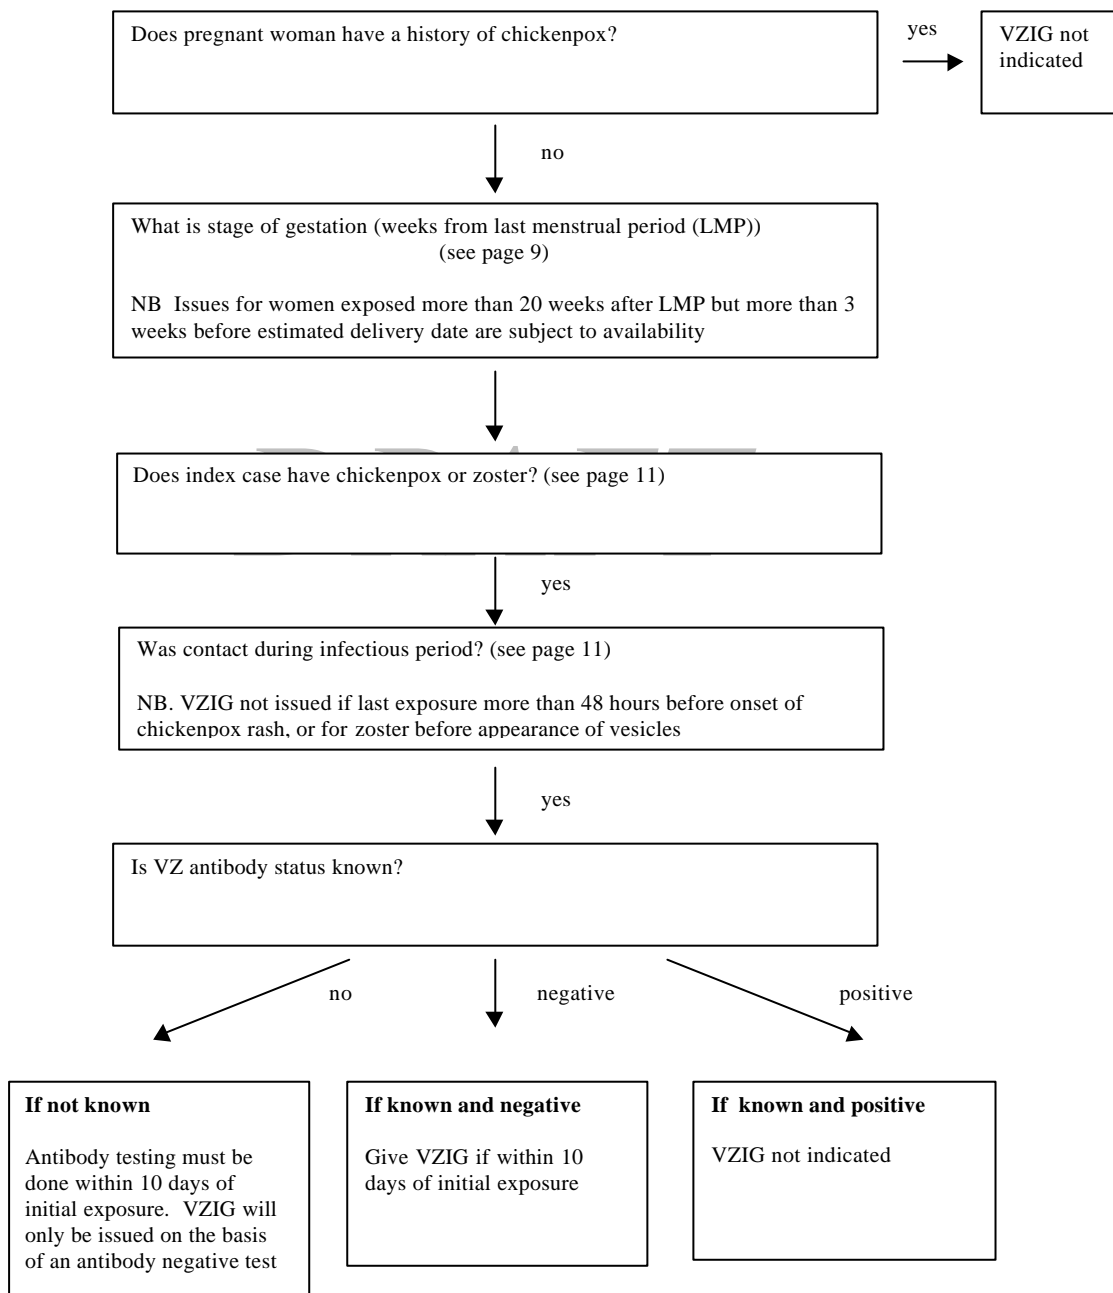 Does pregnant woman have a history of chickenpox?
yes
VZIG not
indicated
no
What is stage of gestation (weeks from last menstrual period (LMP))
(see page 9)
NB Issues for women exposed more than 20 weeks after LMP but more than 3
weeks before estimated delivery date are subject to availability
DRAFT
Does index case have chickenpox or zoster? (see page 11)
yes
Was contact during infectious period? (see page 11)
NB. VZIG not issued if last exposure more than 48 hours before onset of
chickenpox rash, or for zoster before appearance of vesicles
yes
Is VZ antibody status known?
no
negative
positive
If not known
Antibody testing must be
done within 10 days of
initial exposure. VZIG will
only be issued on the basis
of an antibody negative test
If known and negative
Give VZIG if within 10
days of initial exposure
If known and positive
VZIG not indicated